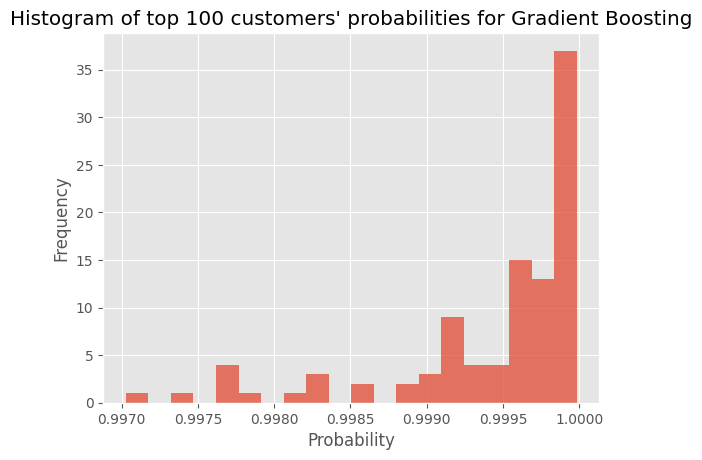 Histogram of top 100 customers' probabilities for Gradient Boosting
35
30
25
20
15
10
5
0
Frequency
0.9970 0.9975 0.9980 0.9985 0.9990 0.9995 1.0000
Probability